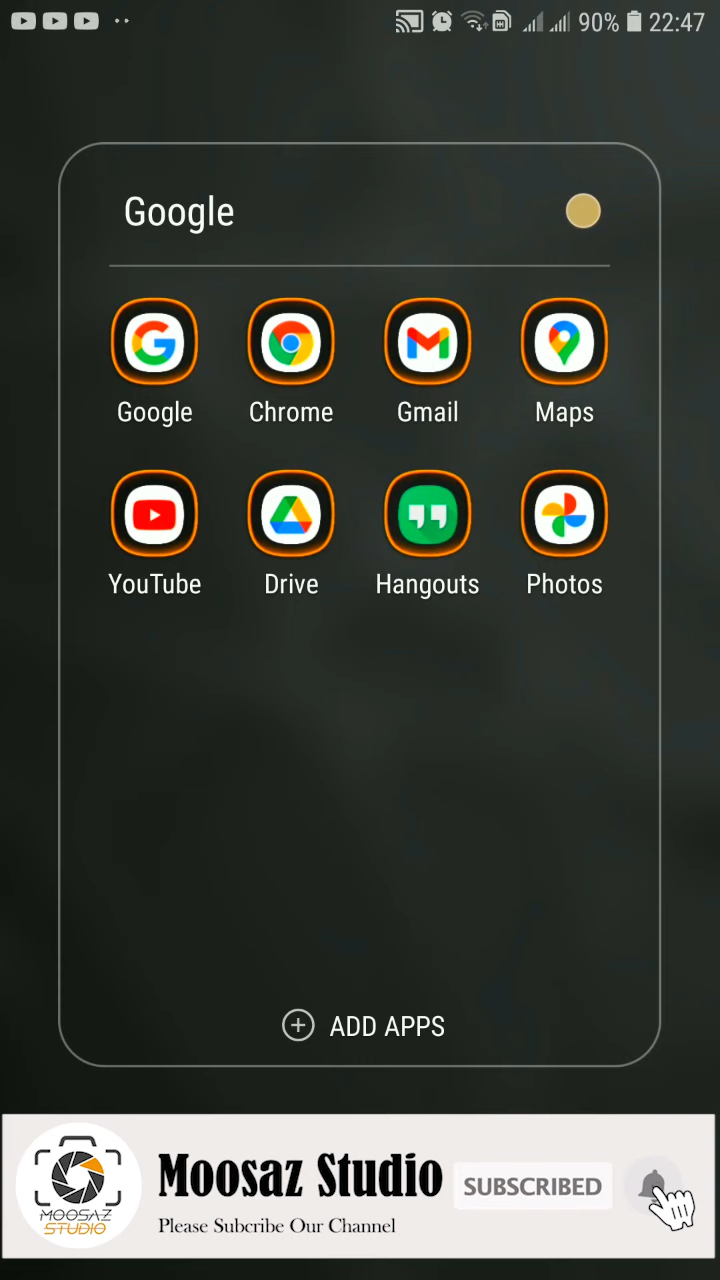 90% 22:47
Google
Google Chrome Gmail Maps
YouTube Drive Hangouts Photos
ADD APPS
Moosaz Studio
SUBSCRIBED
Please Subcribe Our Channel
MOOSAZ
STUDIO